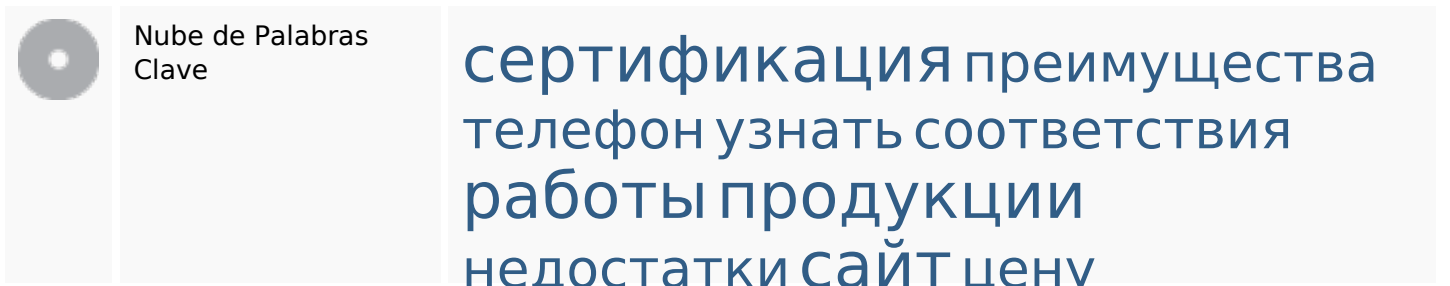 Nube de Palabras
Clave
сертификация преимущества
телефон узнать соответствия
работы продукции
недостатки сайт цену